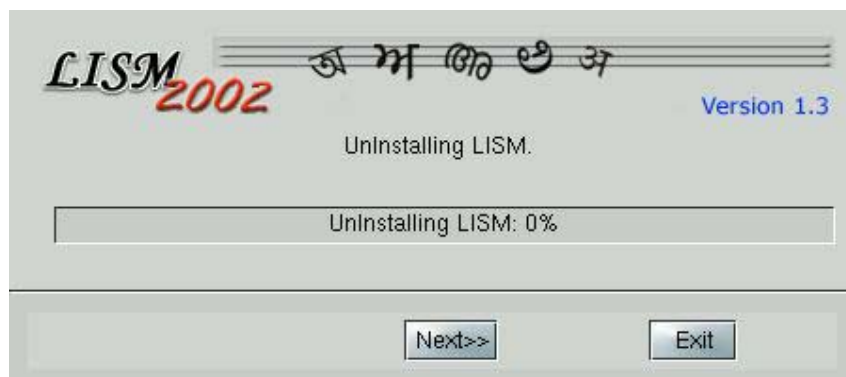 LISM 2002
অ ਅ അ అ अ
Version 1.3
UnInstalling LISM.
UnInstalling LISM: 0%
Next>> Exit